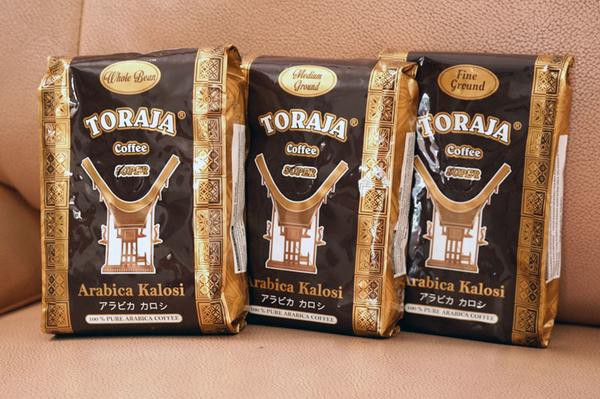 Whole Bean
TORAJA®
Coffee
SUPER
Arabica Kalosi
アラビカ カロシ
100 % PURE ARABICA COFFEE
Medium
Ground
TORAJA®
Coffee
SUPER
Arabica Kalosi
アラビカ カロシ
100 % PURE ARABICA COFFEE
Fine
Ground
TORAJA®
Coffee
SUPER
Arabica Kalosi
アラビカ カロシ
100 % PURE ARABICA COFFEE